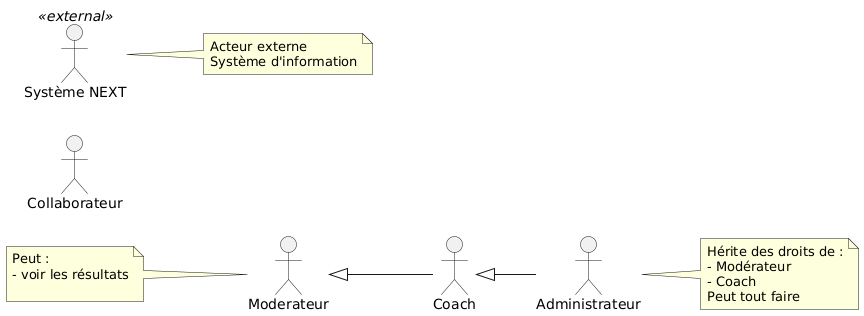 «external»
Système NEXT
Acteur externe
Système d'information
Collaborateur
Peut :
- voir les résultats
Moderateur
Coach
Administrateur
Hérite des droits de :
- Modérateur
- Coach
Peut tout faire